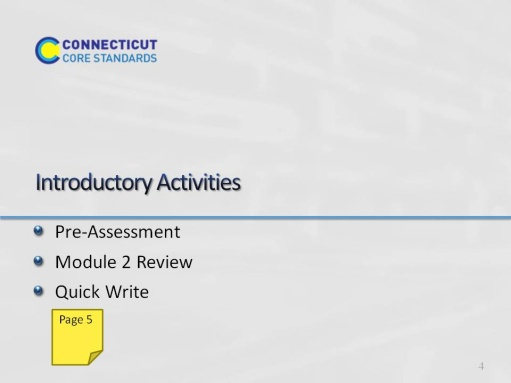 CONNECTICUT
CORE STANDARDS
Introductory Activities
Pre-Assessment
Module 2 Review
Quick Write
Page 5
4